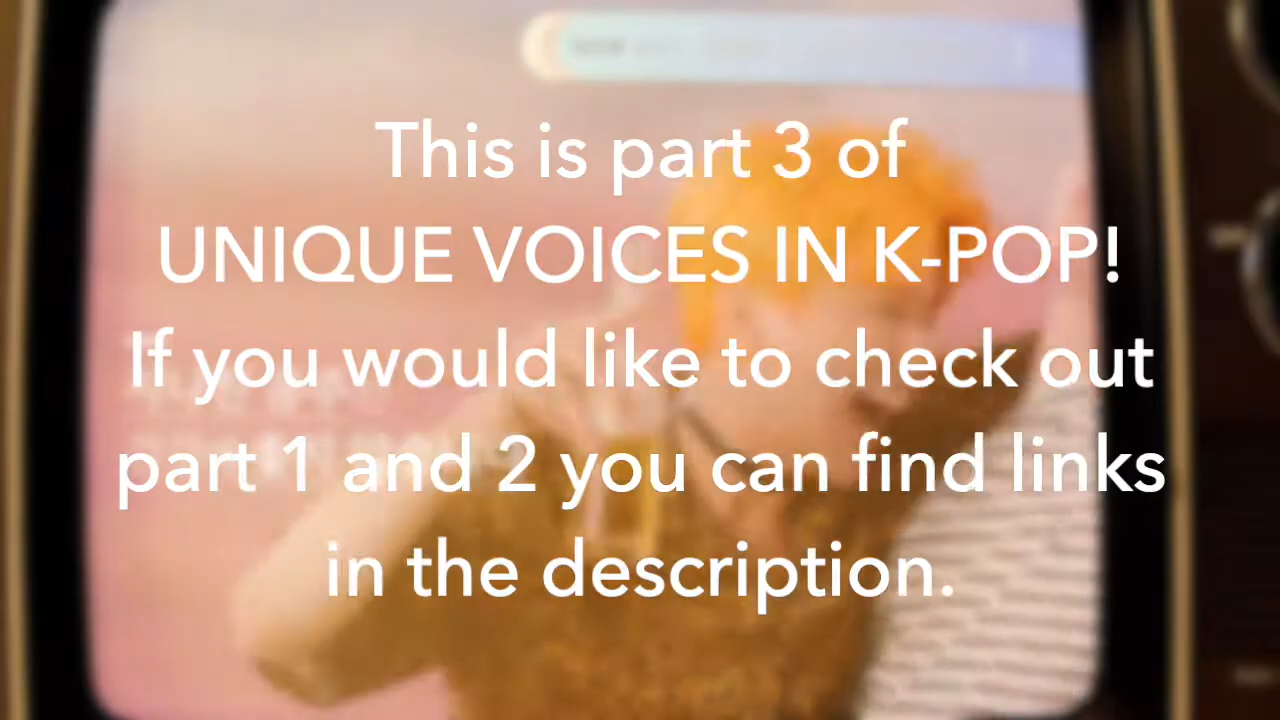 This is part 3 of
UNIQUE VOICES IN K-POP!
If you would like to check out
part 1 and 2 you can find links
in the description.